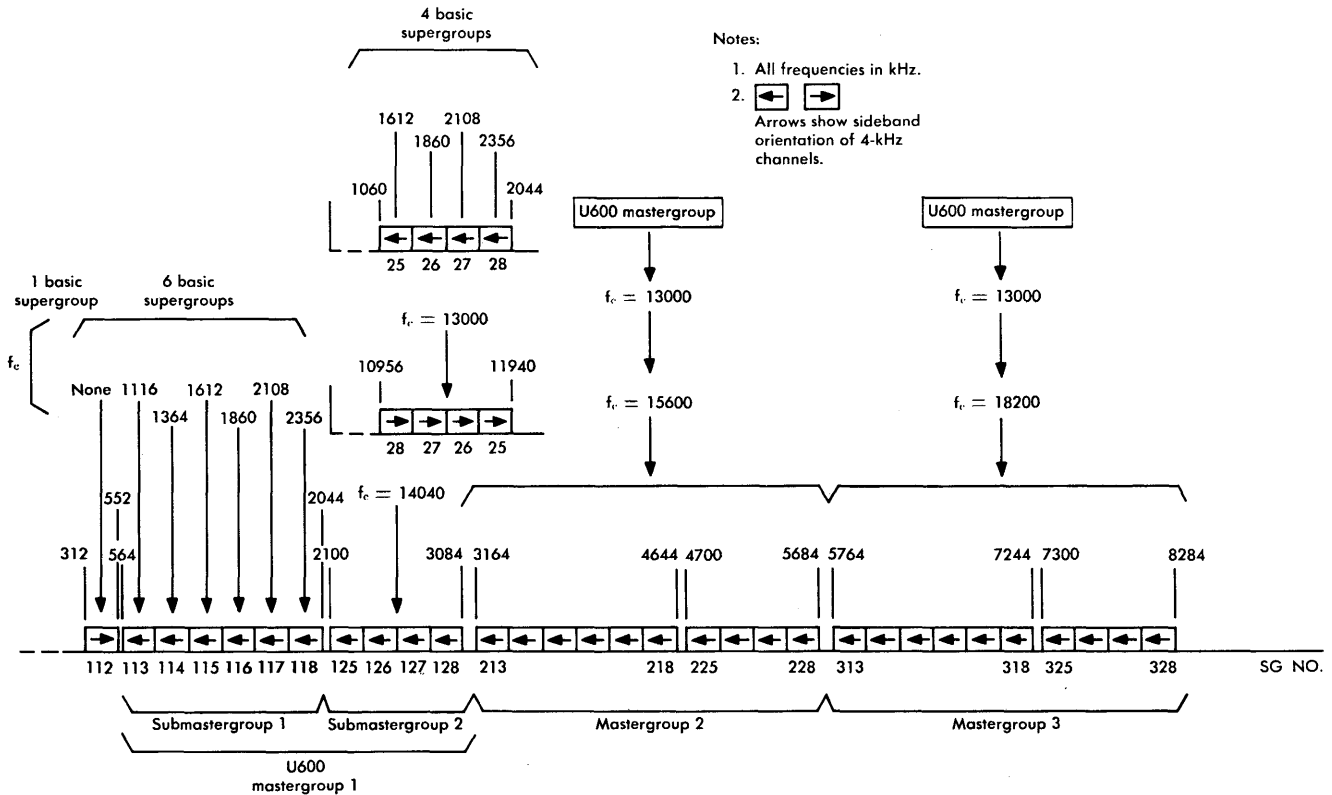 4 basic
supergroups
Notes:
1. All frequencies in kHz.
2.
Arrows show sideband
orientation of 4-kHz
channels.
1612 2108
1860 2356
1060 2044
25 26 27 28
U600 mastergroup U600 mastergroup
1 basic
supergroup
6 basic
supergroups
fc = 13000 fc = 13000
fc = 13000
fc
10956 11940
None 1116 1612 2108
1364 1860 2356
fc = 15600 fc = 18200
28 27 26 25
552 2044 fc = 14040
312 564 2100 3084 3164 4644 4700 5684 5764 7244 7300 8284
112 113 114 115 116 117 118 125 126 127 128 213 218 225 228 313 318 325 328 SG NO.
Submastergroup 1 Submastergroup 2 Mastergroup 2 Mastergroup 3
U600
mastergroup 1